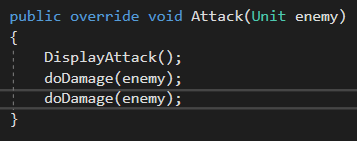 public override void Attack(Unit enemy)
{
    DisplayAttack();
    doDamage(enemy);
    doDamage(enemy);
}